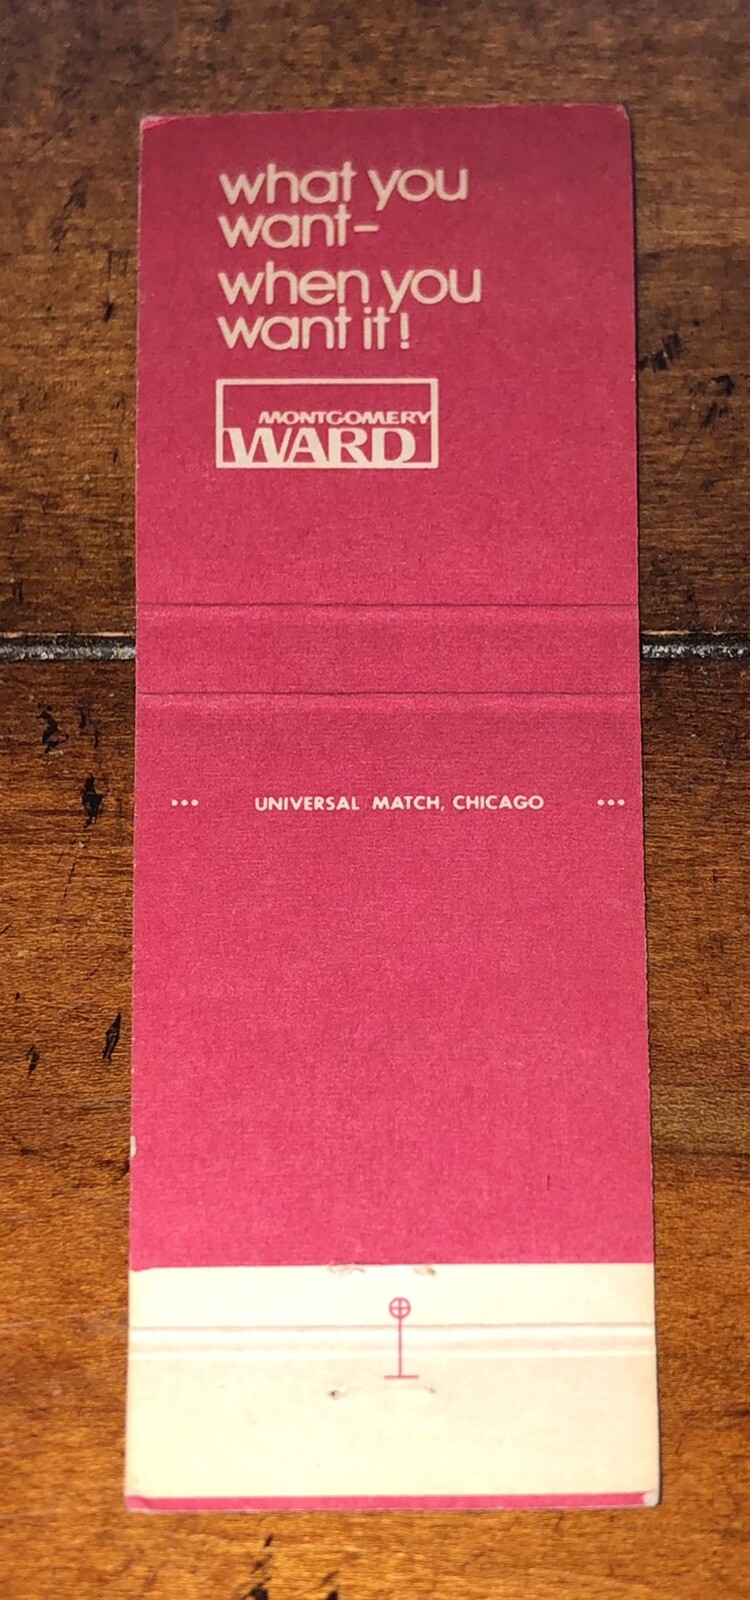 what you
want-
when you
want it!
MONTGOMERY
WARD
••• UNIVERSAL MATCH, CHICAGO •••